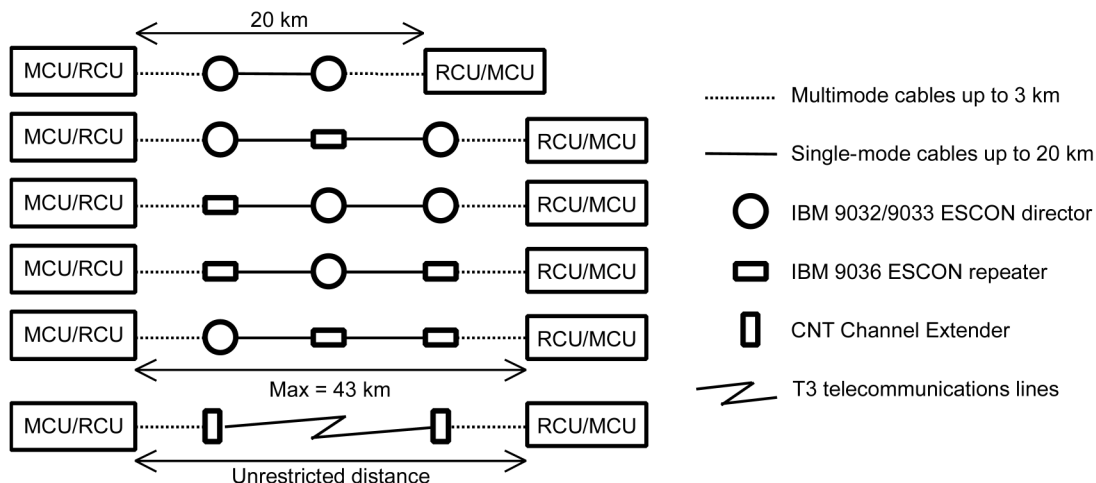 20 km
MCU/RCU RCU/MCU
MCU/RCU RCU/MCU
MCU/RCU RCU/MCU
MCU/RCU RCU/MCU
MCU/RCU RCU/MCU
Max = 43 km
MCU/RCU RCU/MCU
Unrestricted distance
Multimode cables up to 3 km
Single-mode cables up to 20 km
IBM 9032/9033 ESCON director
IBM 9036 ESCON repeater
CNT Channel Extender
T3 telecommunications lines